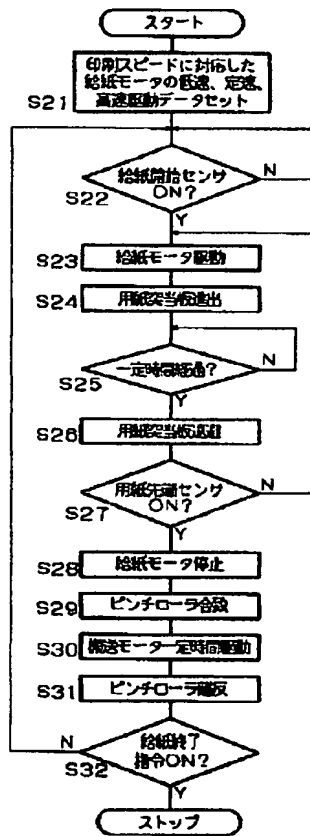 スタート
印刷スピードに対応した
給紙モータの低速、定速、
高速駆動データセット
S21
給紙開始センサ
ON?
N
S22
Y
S23
給紙モータ駆動
S24
用紙突当板進出
一定時間経過?
N
S25
Y
S26
用紙突当板退避
用紙先端センサ
ON?
N
S27
Y
S28
給紙モータ停止
S29
ピンチローラ合致
S30
搬送モータ一定時間駆動
S31
ピンチローラ離反
N
給紙終了
指令ON?
S32
Y
ストップ